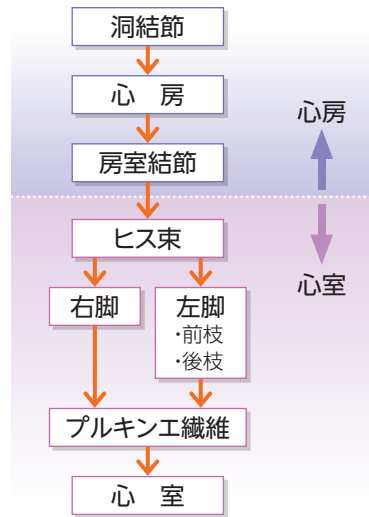 洞結節
心　房
房室結節
心房
ヒス束
心室
右脚
左脚
・前枝
・後枝
プルキンエ繊維
心　室